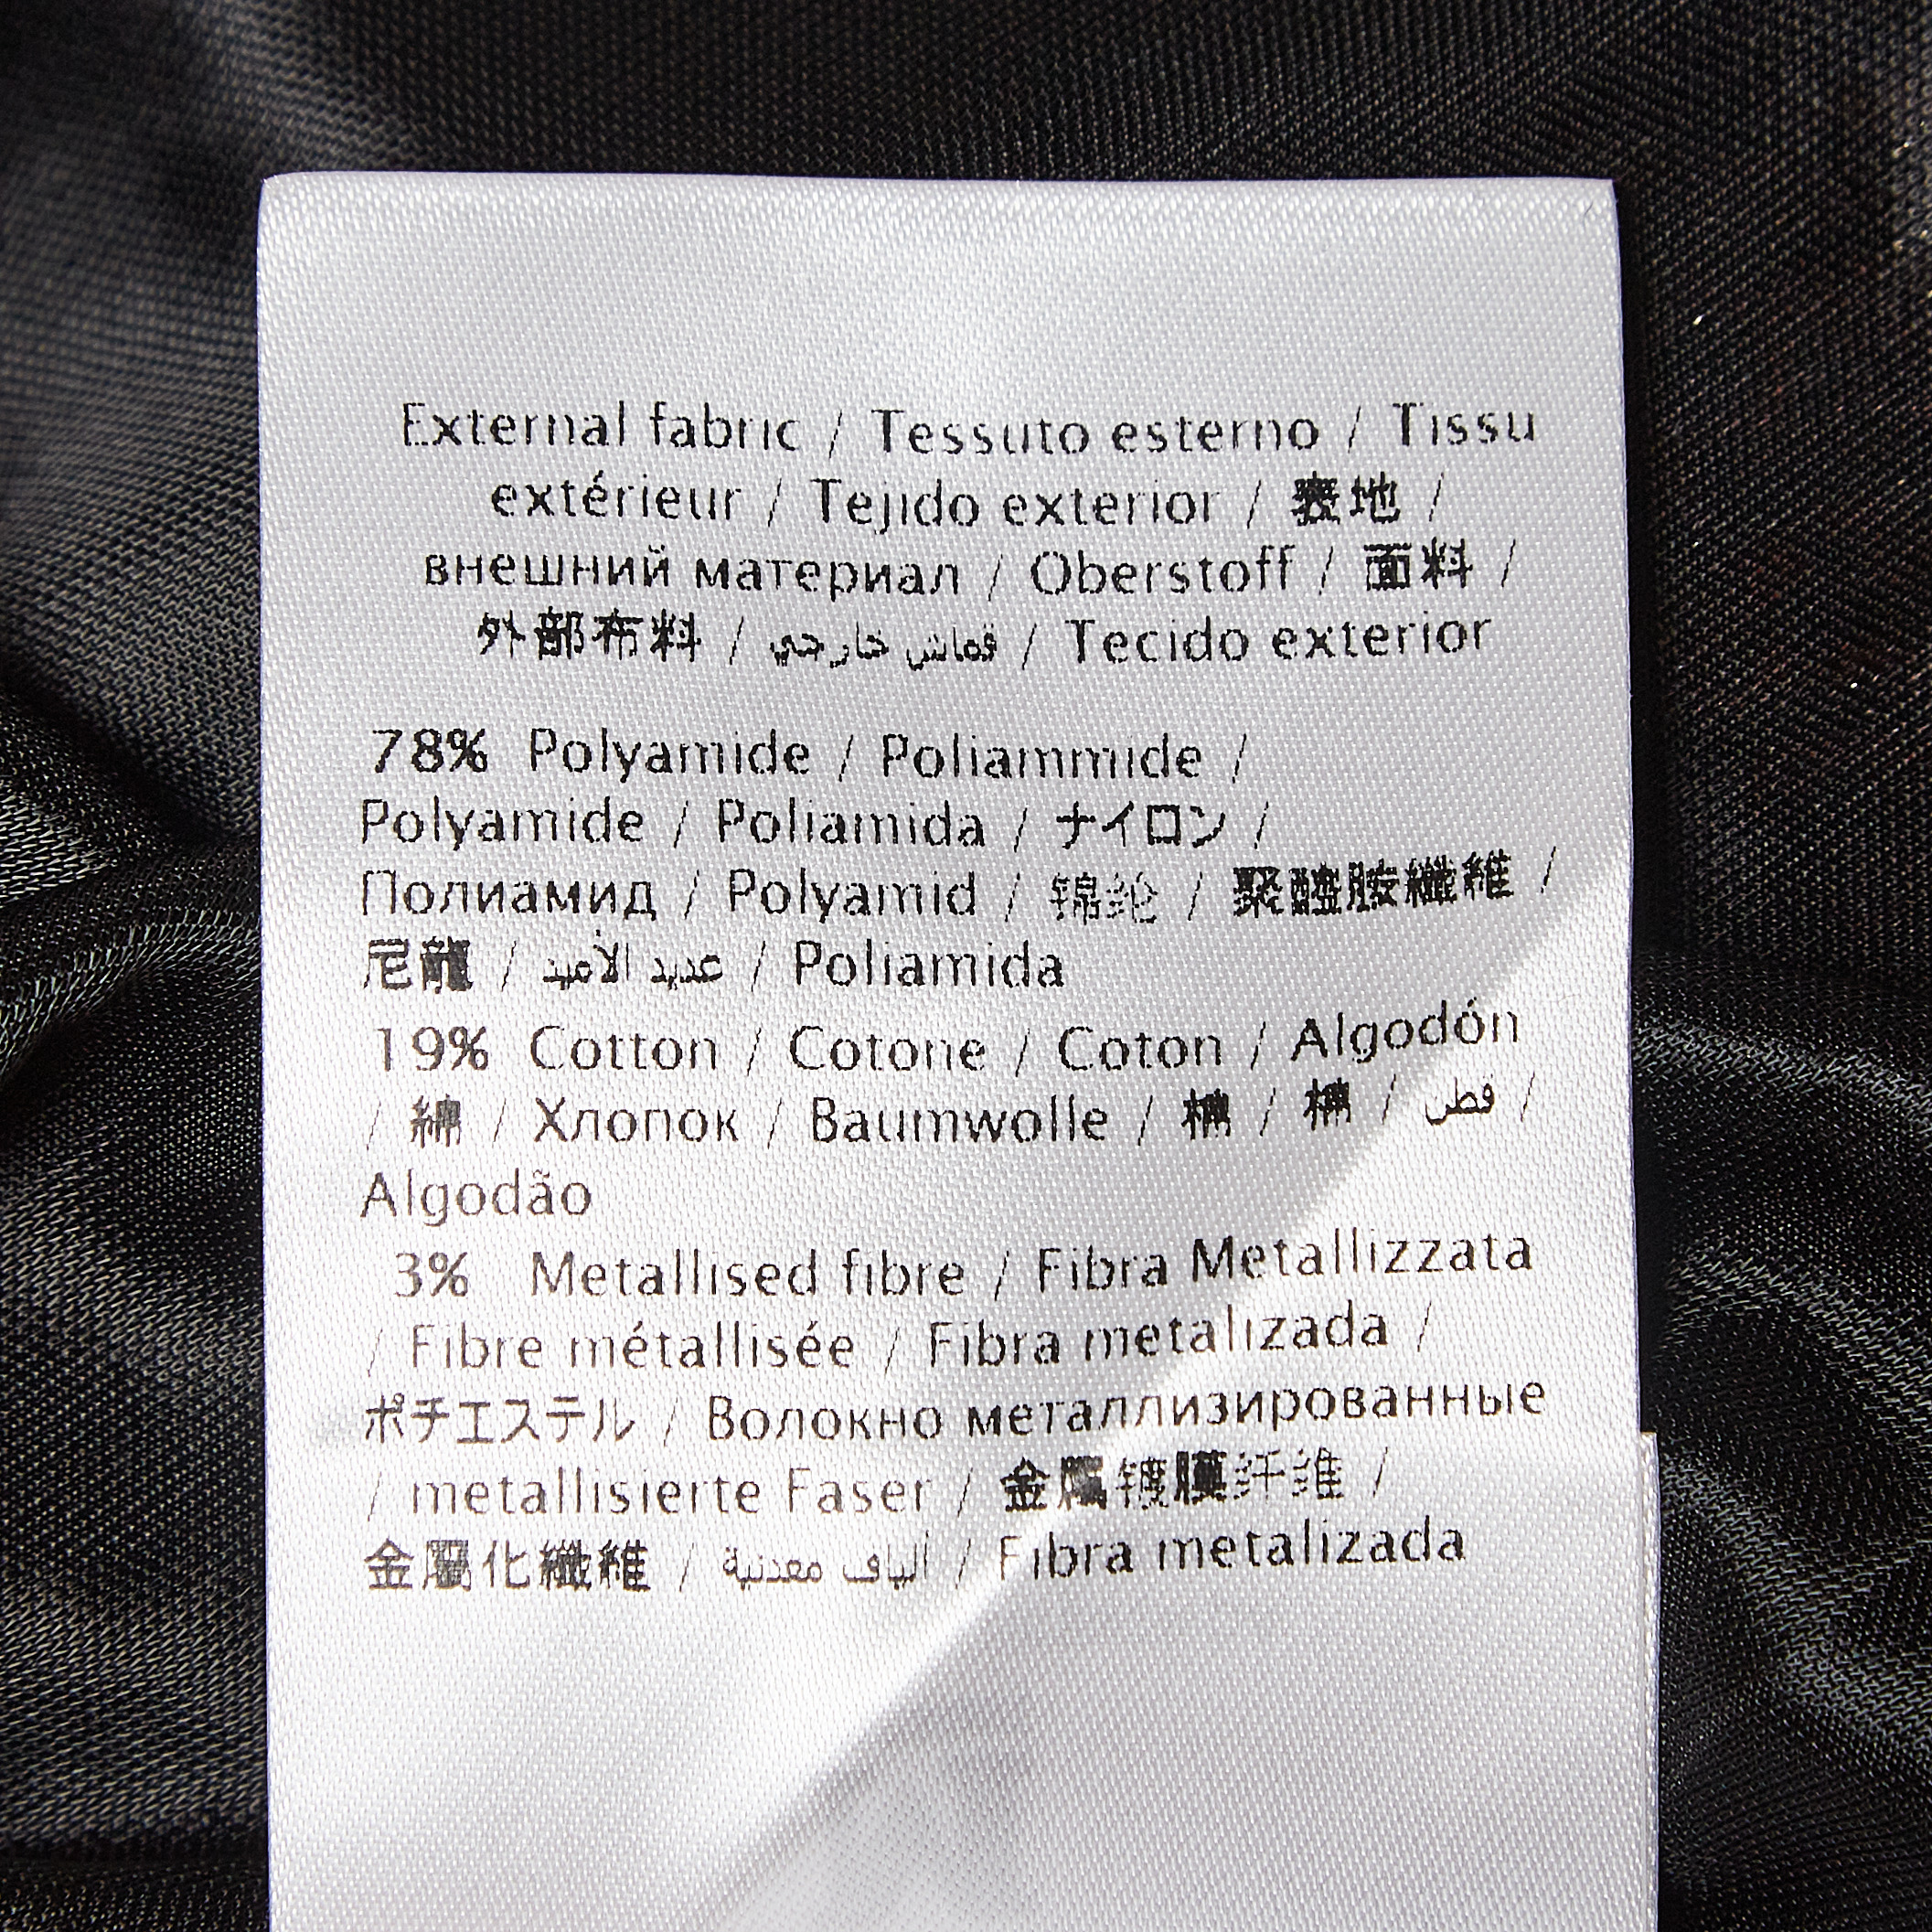 External fabric / Tessuto esterno / Tissu
extérieur / Tejido exterior / 表地 /
внешний материал / Oberstoff / 面料 /
外部布料 / قماش خارجي / Tecido exterior
78% Polyamide / Poliammide /
Polyamide / Poliamida / ナイロン /
Полиамид / Polyamid / 锦纶 / 聚醯胺纖維 /
尼龍 / عديد الأميد / Poliamida
19% Cotton / Cotone / Coton / Algodón
/ 綿 / Хлопок / Baumwolle / 棉 / 棉 / قطن /
Algodão
3% Metallised fibre / Fibra Metallizzata
/ Fibre métallisée / Fibra metalizada /
ポチエステル / Волокно металлизированные
/ metallisierte Faser / 金属镀膜纤维 /
金屬化纖維 / ألياف معدنية / Fibra metalizada